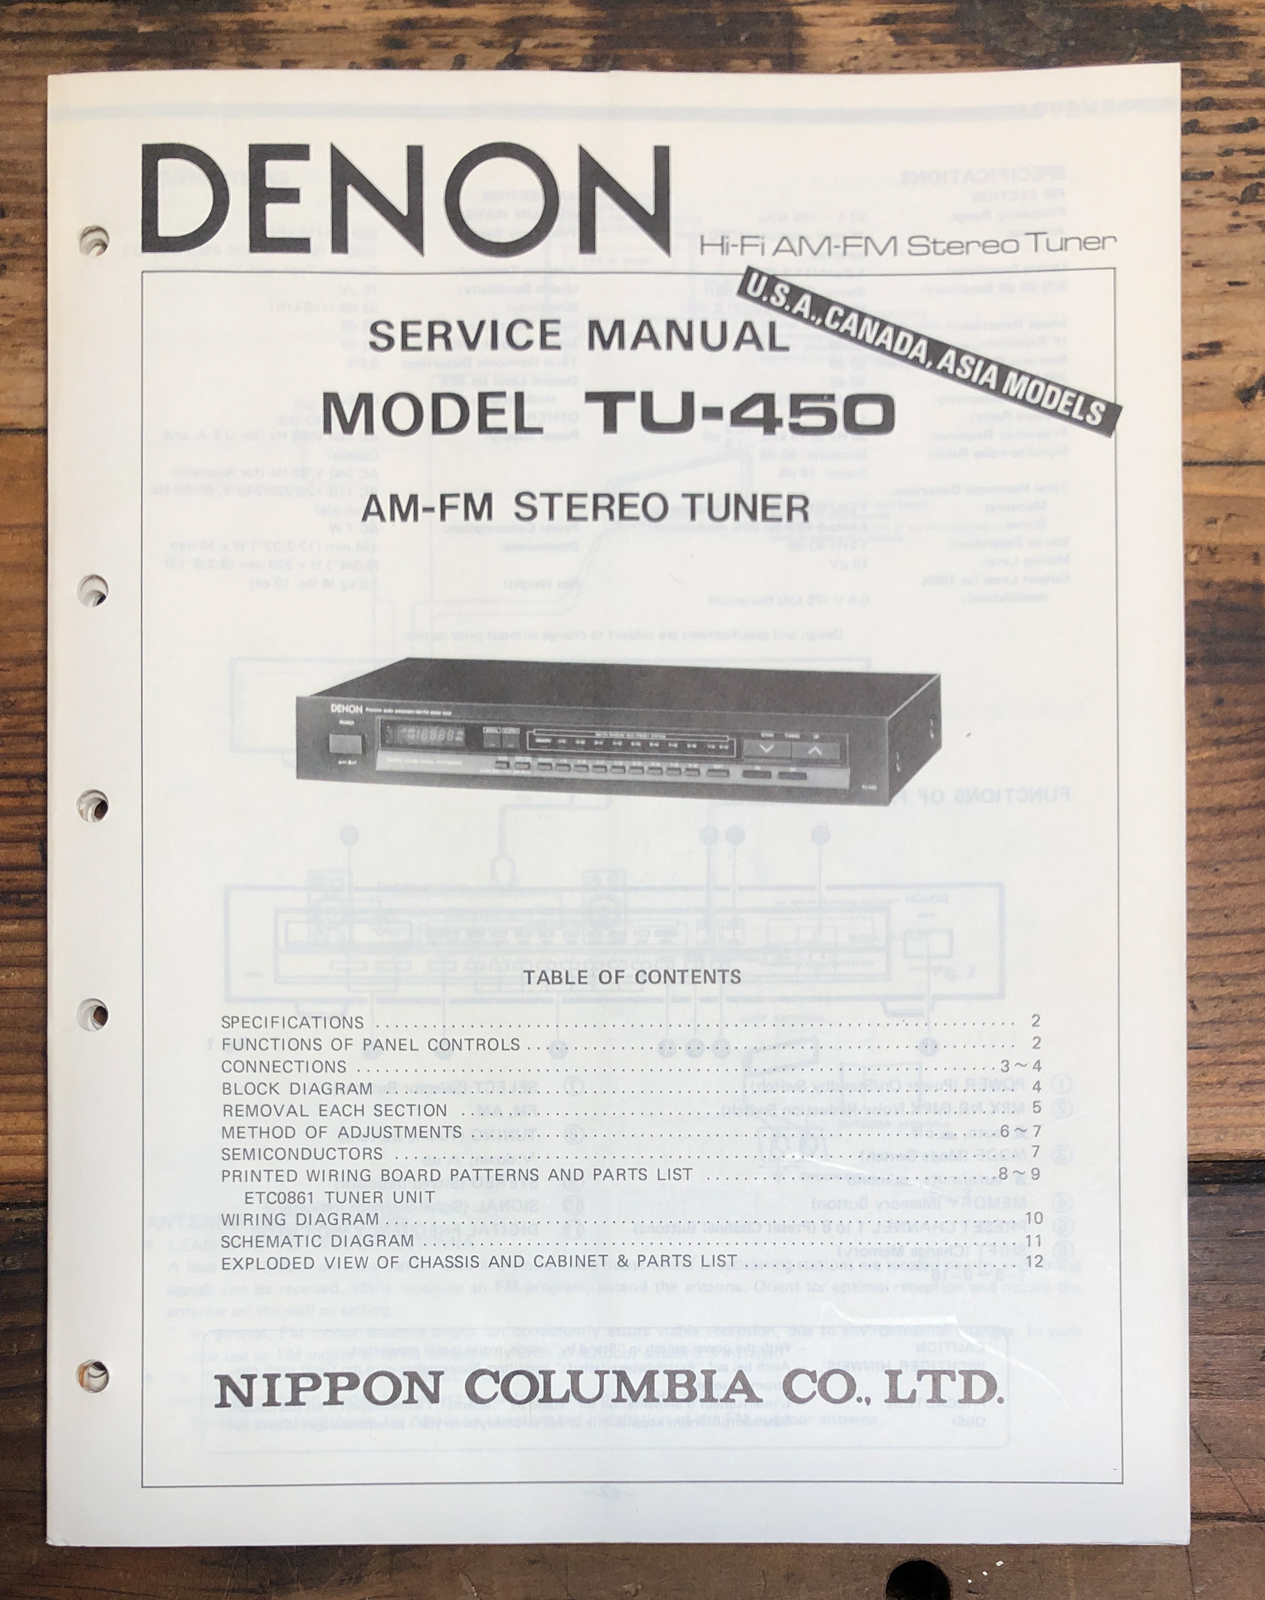 DENON
Hi-Fi AM-FM Stereo Tuner
U.S.A., CANADA, ASIA MODELS
SERVICE MANUAL
MODEL TU-450
AM-FM STEREO TUNER
DENON
POWER
TABLE OF CONTENTS
SPECIFICATIONS 2
FUNCTIONS OF PANEL CONTROLS 2
CONNECTIONS 3~4
BLOCK DIAGRAM 4
REMOVAL EACH SECTION 5
METHOD OF ADJUSTMENTS 6~7
SEMICONDUCTORS 7
PRINTED WIRING BOARD PATTERNS AND PARTS LIST 8~9
ETC0861 TUNER UNIT
WIRING DIAGRAM 10
SCHEMATIC DIAGRAM 11
EXPLODED VIEW OF CHASSIS AND CABINET & PARTS LIST 12
NIPPON COLUMBIA CO., LTD.